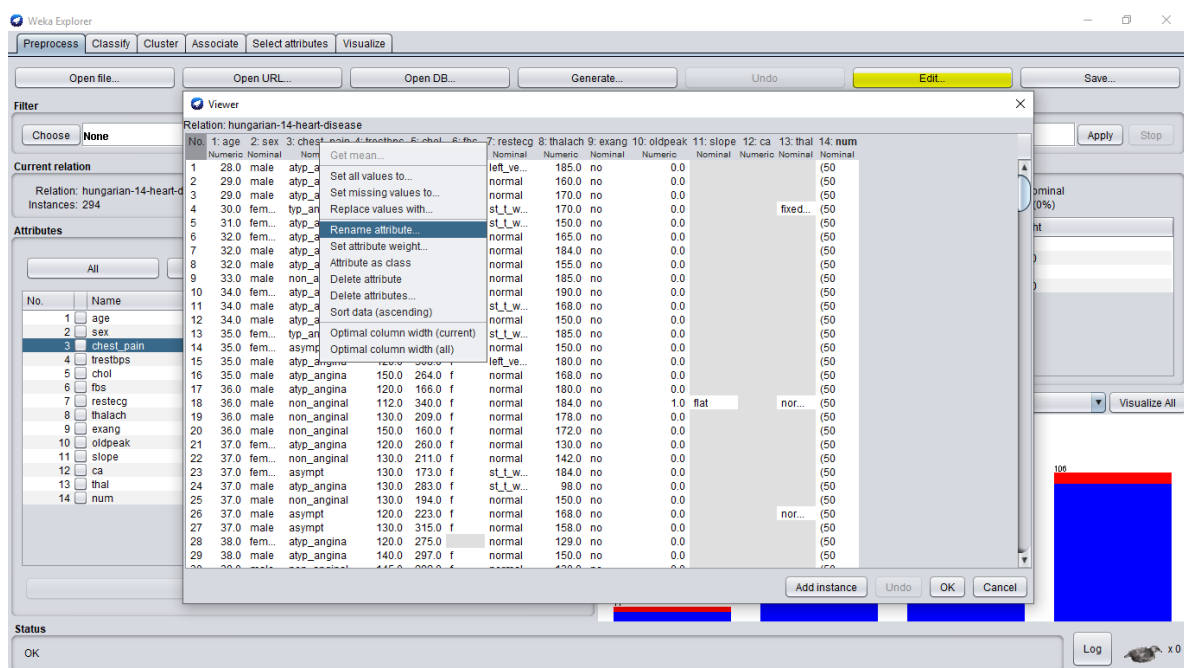 Weka Explorer
Preprocess Classify Cluster Associate Select attributes Visualize
Open file... Open URL... Open DB... Generate... Undo Edit... Save...
Filter
Choose None Apply Stop
Current relation
Relation: hungarian-14-heart-d
Instances: 294
ominal
(0%)
Attributes
ht
All
No. Name
1 age
2 sex
3 chest_pain
4 trestbps
5 chol
6 fbs
7 restecg
8 thalach
9 exang
10 oldpeak
11 slope
12 ca
13 thal
14 num
Visualize All
106
Viewer
Relation: hungarian-14-heart-disease
No. 1: age 2: sex 3: chest_pain 4: trestbps 5: chol 6: fbs 7: restecg 8: thalach 9: exang 10: oldpeak 11: slope 12: ca 13: thal 14: num
Numeric Nominal Nom Nominal Numeric Nominal Numeric Nominal Numeric Nominal Nominal
1 28.0 male atyp_a left_ve... 185.0 no 0.0 (50
2 29.0 male atyp_a normal 160.0 no 0.0 (50
3 29.0 male atyp_a normal 170.0 no 0.0 (50
4 30.0 fem... typ_an st_t_w... 170.0 no 0.0 fixed... (50
5 31.0 fem... atyp_a st_t_w... 150.0 no 0.0 (50
6 32.0 fem... atyp_a normal 165.0 no 0.0 (50
7 32.0 male atyp_a normal 184.0 no 0.0 (50
8 32.0 male atyp_a normal 155.0 no 0.0 (50
9 33.0 male non_a normal 185.0 no 0.0 (50
10 34.0 fem... atyp_a normal 190.0 no 0.0 (50
11 34.0 male atyp_a st_t_w... 168.0 no 0.0 (50
12 34.0 male atyp_a normal 150.0 no 0.0 (50
13 35.0 fem... typ_an st_t_w... 185.0 no 0.0 (50
14 35.0 fem... asymp normal 150.0 no 0.0 (50
15 35.0 male atyp_angina 120.0 308.0 f left_ve... 180.0 no 0.0 (50
16 35.0 male atyp_angina 150.0 264.0 f normal 168.0 no 0.0 (50
17 36.0 male atyp_angina 120.0 166.0 f normal 180.0 no 0.0 (50
18 36.0 male non_anginal 112.0 340.0 f normal 184.0 no 1.0 flat nor... (50
19 36.0 male non_anginal 130.0 209.0 f normal 178.0 no 0.0 (50
20 36.0 male non_anginal 150.0 160.0 f normal 172.0 no 0.0 (50
21 37.0 fem... atyp_angina 120.0 260.0 f normal 130.0 no 0.0 (50
22 37.0 fem... non_anginal 130.0 211.0 f normal 142.0 no 0.0 (50
23 37.0 fem... asympt 130.0 173.0 f st_t_w... 184.0 no 0.0 (50
24 37.0 male atyp_angina 130.0 283.0 f st_t_w... 98.0 no 0.0 (50
25 37.0 male non_anginal 130.0 194.0 f normal 150.0 no 0.0 (50
26 37.0 male asympt 120.0 223.0 f normal 168.0 no 0.0 nor... (50
27 37.0 male asympt 130.0 315.0 f normal 158.0 no 0.0 (50
28 38.0 fem... atyp_angina 120.0 275.0 normal 129.0 no 0.0 (50
29 38.0 male atyp_angina 140.0 297.0 f normal 150.0 no 0.0 (50
Get mean...
Set all values to...
Set missing values to...
Replace values with...
Rename attribute...
Set attribute weight...
Attribute as class
Delete attribute
Delete attributes...
Sort data (ascending)
Optimal column width (current)
Optimal column width (all)
Add instance Undo OK Cancel
Status
OK
Log x 0